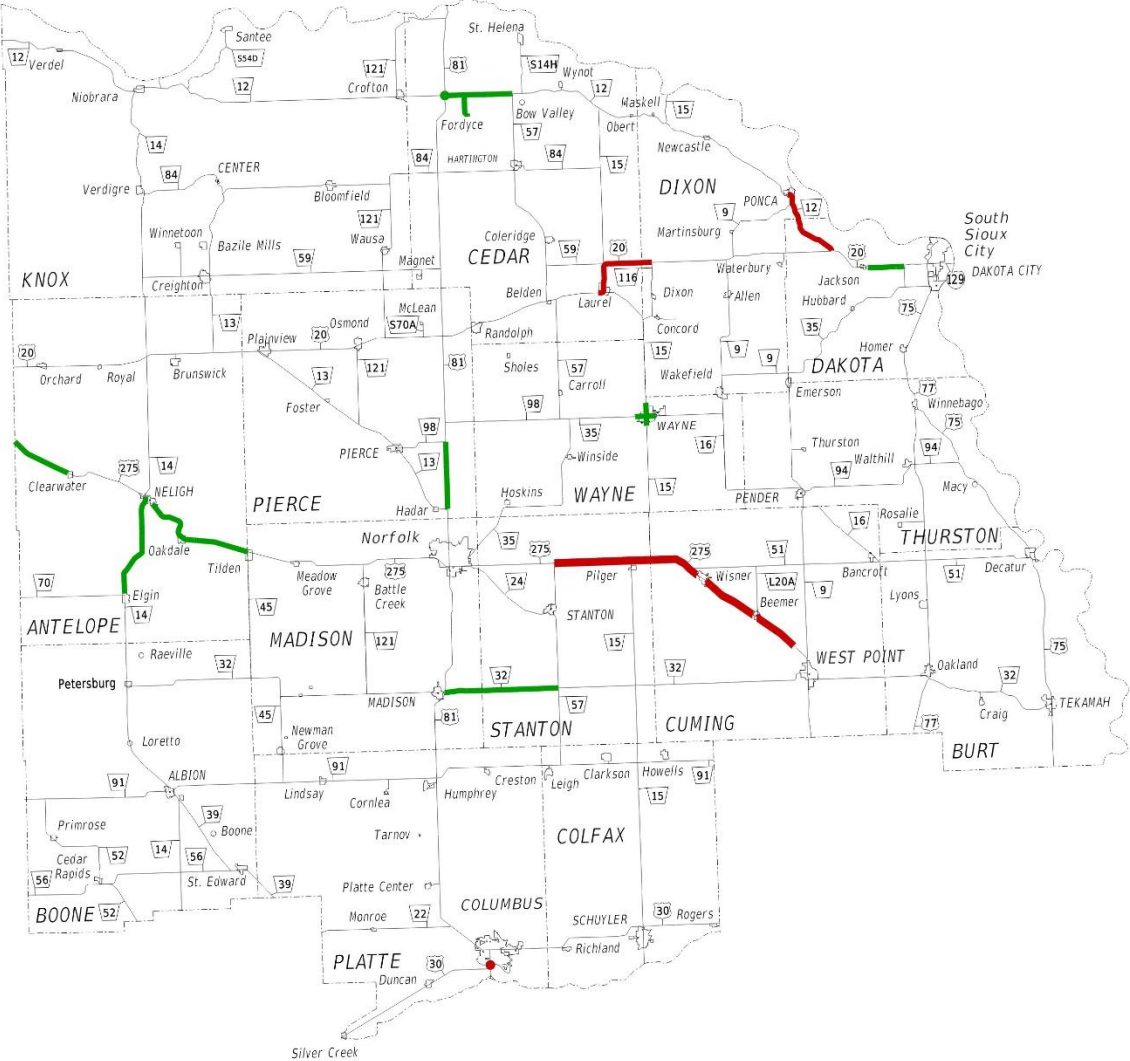 St. Helena
Santee
12
Verdel
S54D
121
81
S14H
Wynot
12
Crofton
12
Maskell
15
Niobrara
Bow Valley
Obert
Fordyce
57
14
Newcastle
84
HARTINGTON
84
15
84
CENTER
DIXON
Verdigre
Bloomfield
PONCA
12
121
9
South
Sioux
City
Winnetoon
Bazile Mills
Wausa
Coleridge
59
20
Martinsburg
20
59
Magnet
CEDAR
116
Waterbury
Jackson
129
DAKOTA CITY
KNOX
Creighton
Belden
Laurel
Dixon
Allen
Hubbard
75
McLean
13
Osmond
S70A
Randolph
Concord
35
Plainview
20
20
81
15
9
9
Homer
Orchard
Royal
Brunswick
121
Sholes
57
Wakefield
DAKOTA
13
Carroll
77
Emerson
Foster
98
Winnebago
98
WAYNE
75
35
PIERCE
13
16
Thurston
94
Winside
Walthill
275
14
94
Clearwater
NELIGH
Hoskins
WAYNE
15
PENDER
Macy
PIERCE
Hadar
Rosalie
16
Norfolk
35
THURSTON
Oakdale
275
275
51
Tilden
Meadow
Grove
275
Pilger
Wisner
Bancroft
51
Decatur
70
Battle
Creek
24
L20A
9
Elgin
Beemer
Lyons
14
45
STANTON
ANTELOPE
MADISON
121
15
75
Raeville
WEST POINT
32
32
32
Oakland
32
Petersburg
MADISON
57
TEKAMAH
45
81
STANTON
CUMING
77
Craig
Newman
Grove
Loretto
BURT
ALBION
91
Clarkson
Howells
91
91
Lindsay
Cornlea
Humphrey
Creston
Leigh
15
39
Primrose
Boone
Tarnov
COLFAX
Cedar
Rapids
52
14
56
56
St. Edward
39
Platte Center
BOONE
52
Monroe
22
COLUMBUS
SCHUYLER
30
Rogers
Richland
PLATTE
30
Duncan
Silver Creek